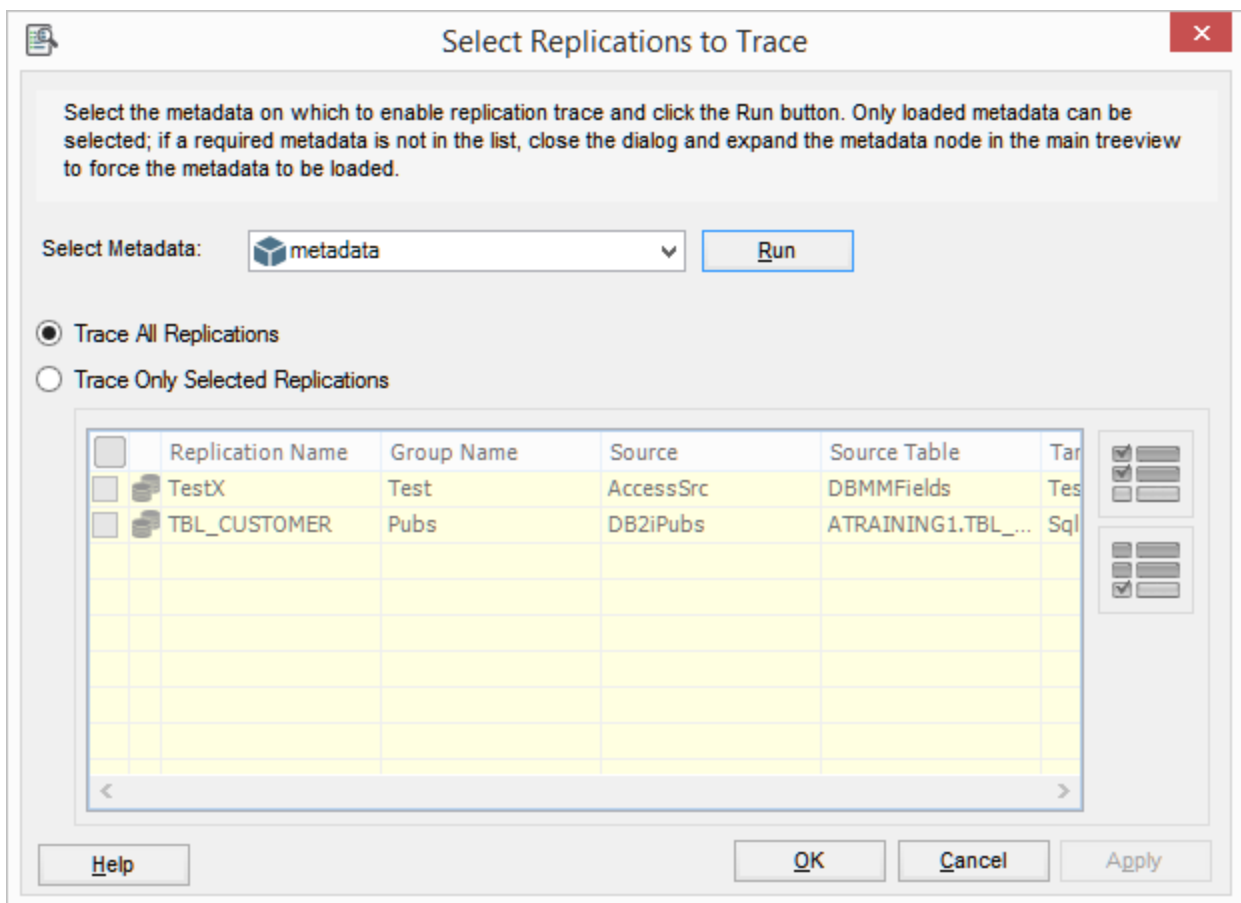 Select Replications to Trace
Select the metadata on which to enable replication trace and click the Run button. Only loaded metadata can be
selected; if a required metadata is not in the list, close the dialog and expand the metadata node in the main treeview
to force the metadata to be loaded.
Select Metadata: metadata Run
Trace All Replications
Trace Only Selected Replications
Replication Name Group Name Source Source Table Tar
TestX Test AccessSrc DBMMFields Tes
TBL_CUSTOMER Pubs DB2iPubs ATRAINING1.TBL_... Sql
Help OK Cancel Apply